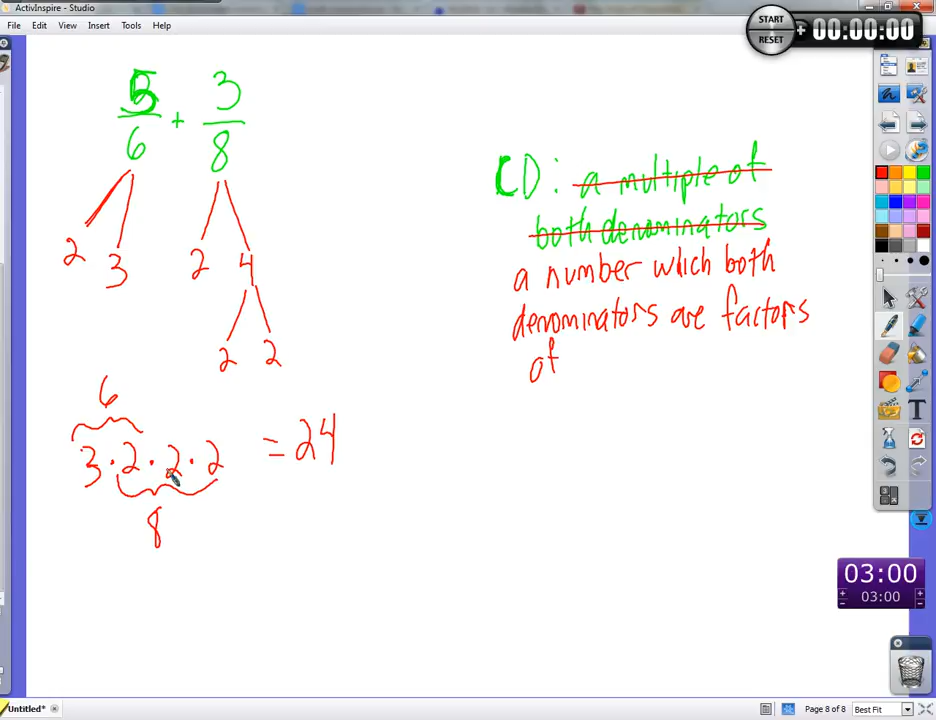 ActivInspire - Studio
File Edit View Insert Tools Help
START
RESET
00:00:00
5/6 + 3/8
2 3 2 4
2 2
6
3 · 2 · 2 · 2 = 24
8
CD: a multiple of
both denominators
a number which both
denominators are factors
of
03:00
03:00
Untitled*
Page 8 of 8
Best Fit